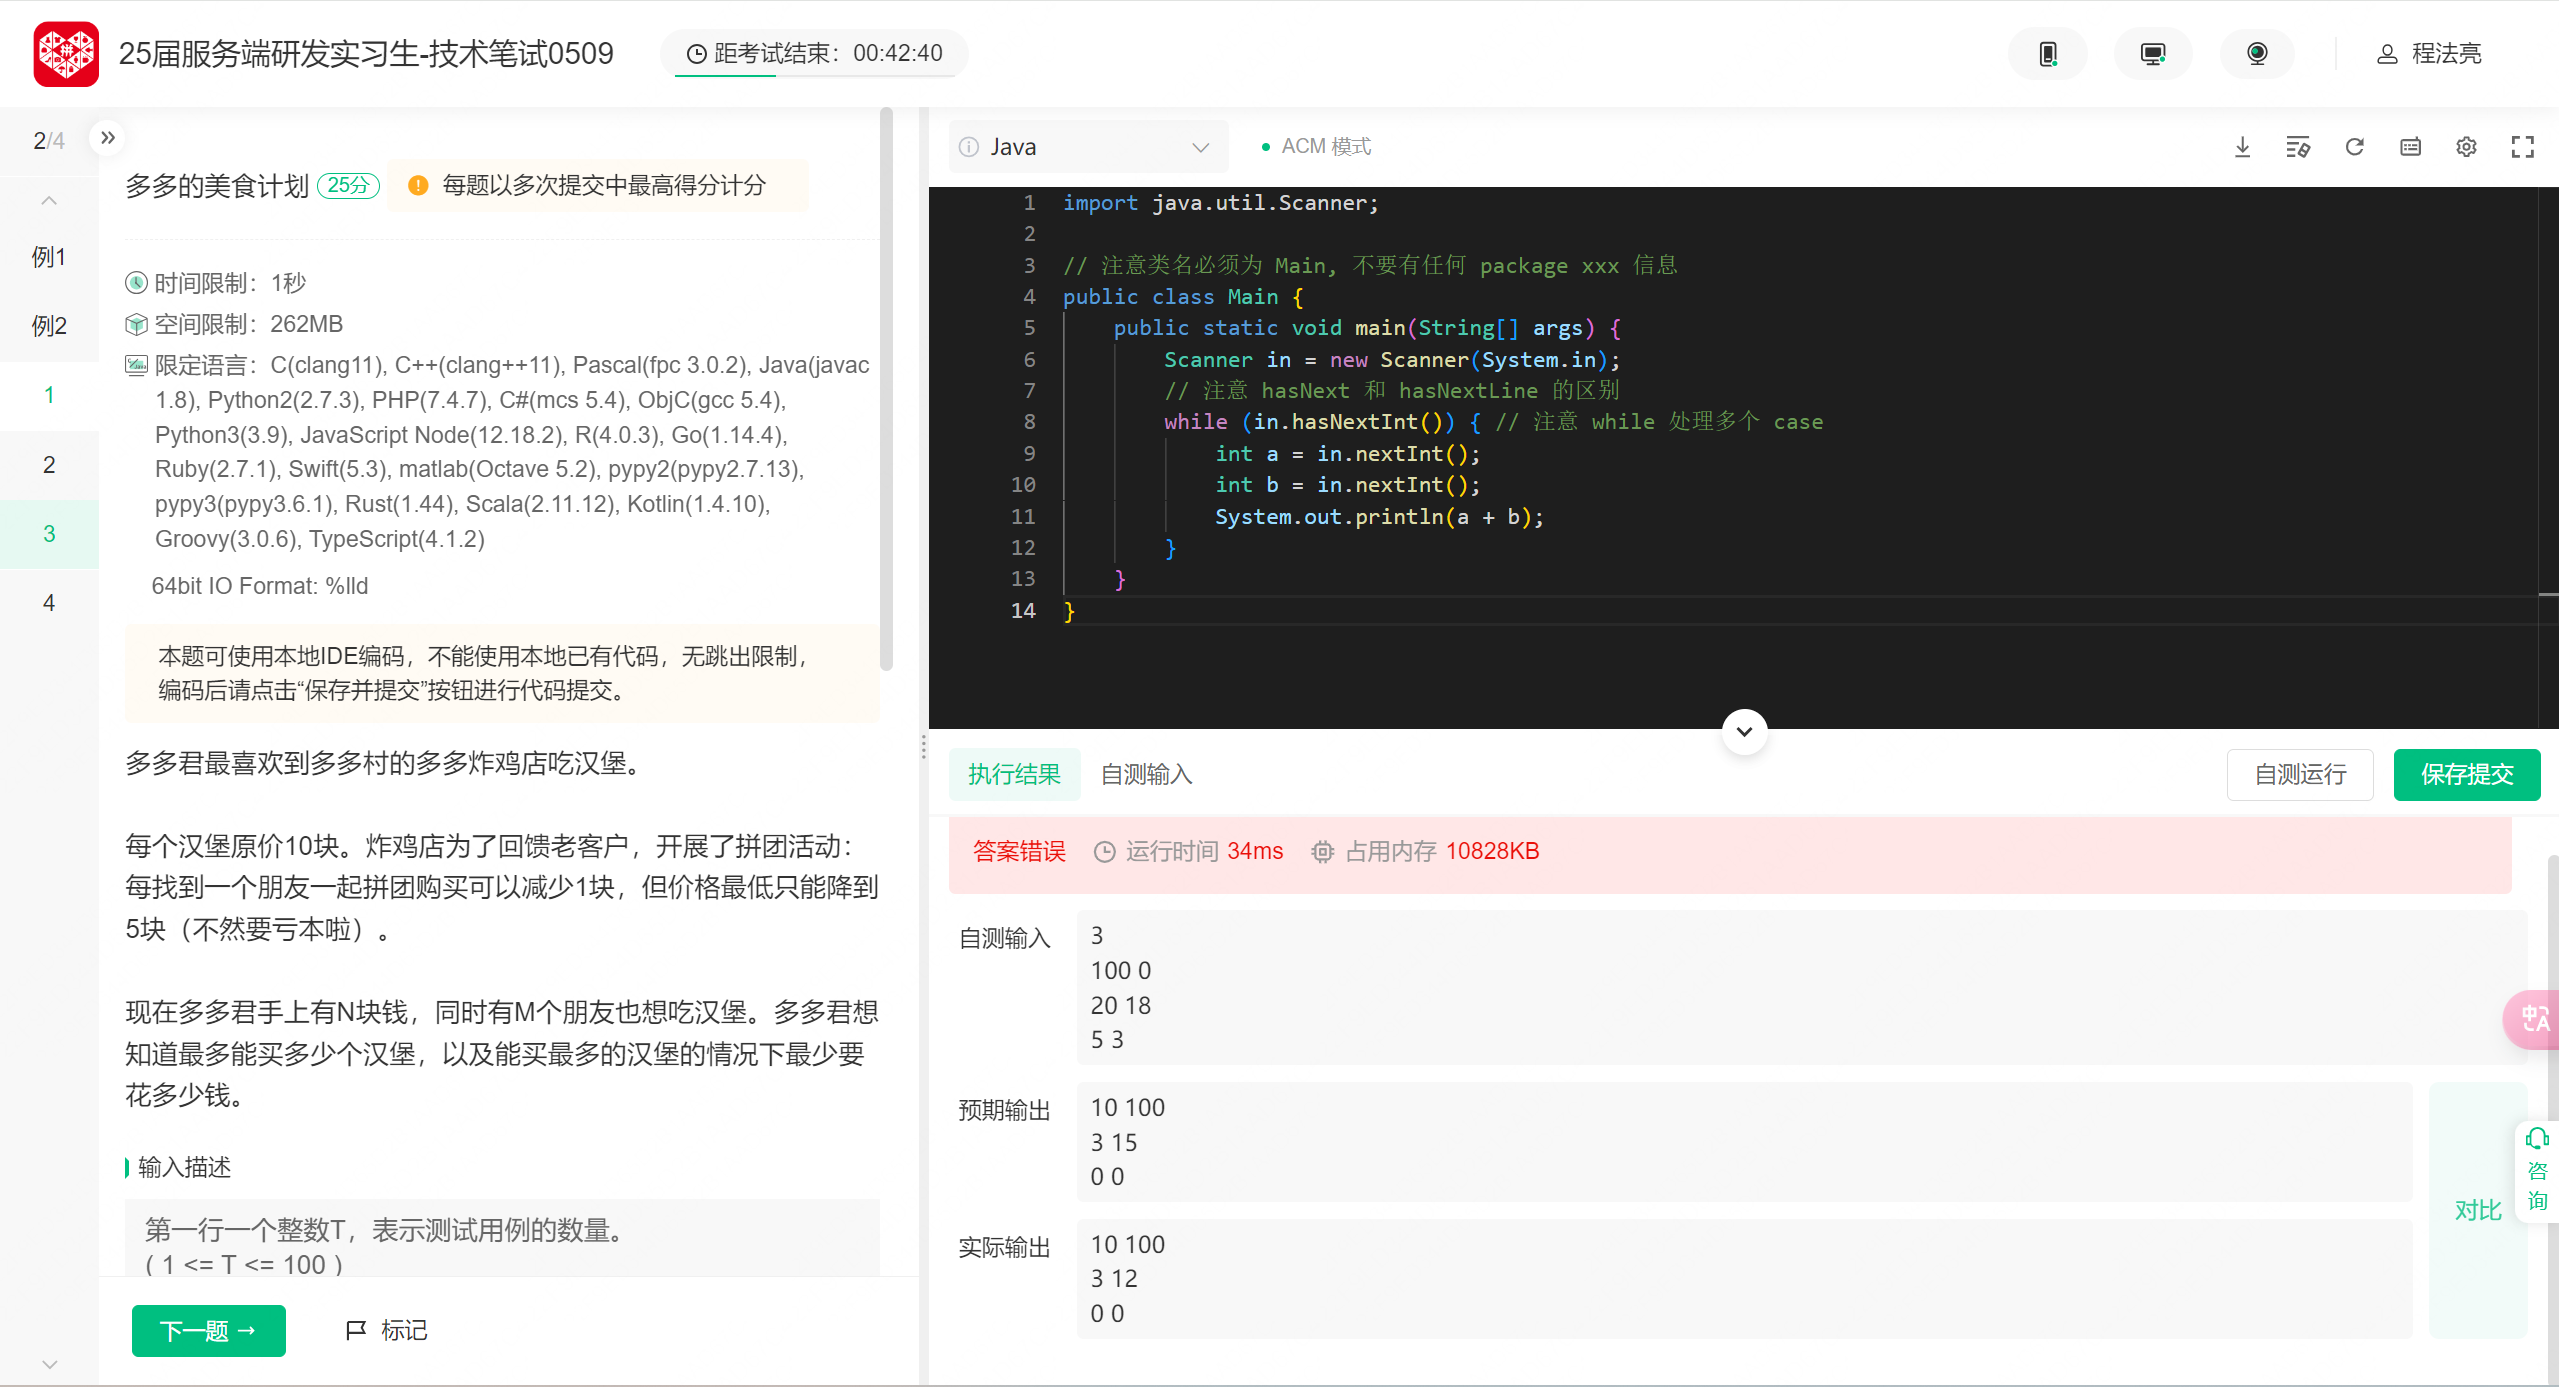 25届服务端研发实习生-技术笔试0509
距考试结束：00:42:40
程法亮
2/4
例1
例2
1
2
3
4
多多的美食计划 25分 每题以多次提交中最高得分计分
时间限制：1秒
空间限制：262MB
限定语言：C(clang11), C++(clang++11), Pascal(fpc 3.0.2), Java(javac
1.8), Python2(2.7.3), PHP(7.4.7), C#(mcs 5.4), ObjC(gcc 5.4),
Python3(3.9), JavaScript Node(12.18.2), R(4.0.3), Go(1.14.4),
Ruby(2.7.1), Swift(5.3), matlab(Octave 5.2), pypy2(pypy2.7.13),
pypy3(pypy3.6.1), Rust(1.44), Scala(2.11.12), Kotlin(1.4.10),
Groovy(3.0.6), TypeScript(4.1.2)
64bit IO Format: %lld
本题可使用本地IDE编码，不能使用本地已有代码，无跳出限制，
编码后请点击“保存并提交”按钮进行代码提交。
多多君最喜欢到多多村的多多炸鸡店吃汉堡。
每个汉堡原价10块。炸鸡店为了回馈老客户，开展了拼团活动：
每找到一个朋友一起拼团购买可以减少1块，但价格最低只能降到
5块（不然要亏本啦）。
现在多多君手上有N块钱，同时有M个朋友也想吃汉堡。多多君想
知道最多能买多少个汉堡，以及能买最多的汉堡的情况下最少要
花多少钱。
输入描述
第一行一个整数T，表示测试用例的数量。
( 1 <= T <= 100 )
下一题 →
标记
Java
ACM 模式
1 import java.util.Scanner;
2
3 // 注意类名必须为 Main, 不要有任何 package xxx 信息
4 public class Main {
5 public static void main(String[] args) {
6 Scanner in = new Scanner(System.in);
7 // 注意 hasNext 和 hasNextLine 的区别
8 while (in.hasNextInt()) { // 注意 while 处理多个 case
9 int a = in.nextInt();
10 int b = in.nextInt();
11 System.out.println(a + b);
12 }
13 }
14 }
执行结果 自测输入
自测运行 保存提交
答案错误 运行时间 34ms 占用内存 10828KB
自测输入
3
100 0
20 18
5 3
预期输出
10 100
3 15
0 0
实际输出
10 100
3 12
0 0
对比
咨
询
中A